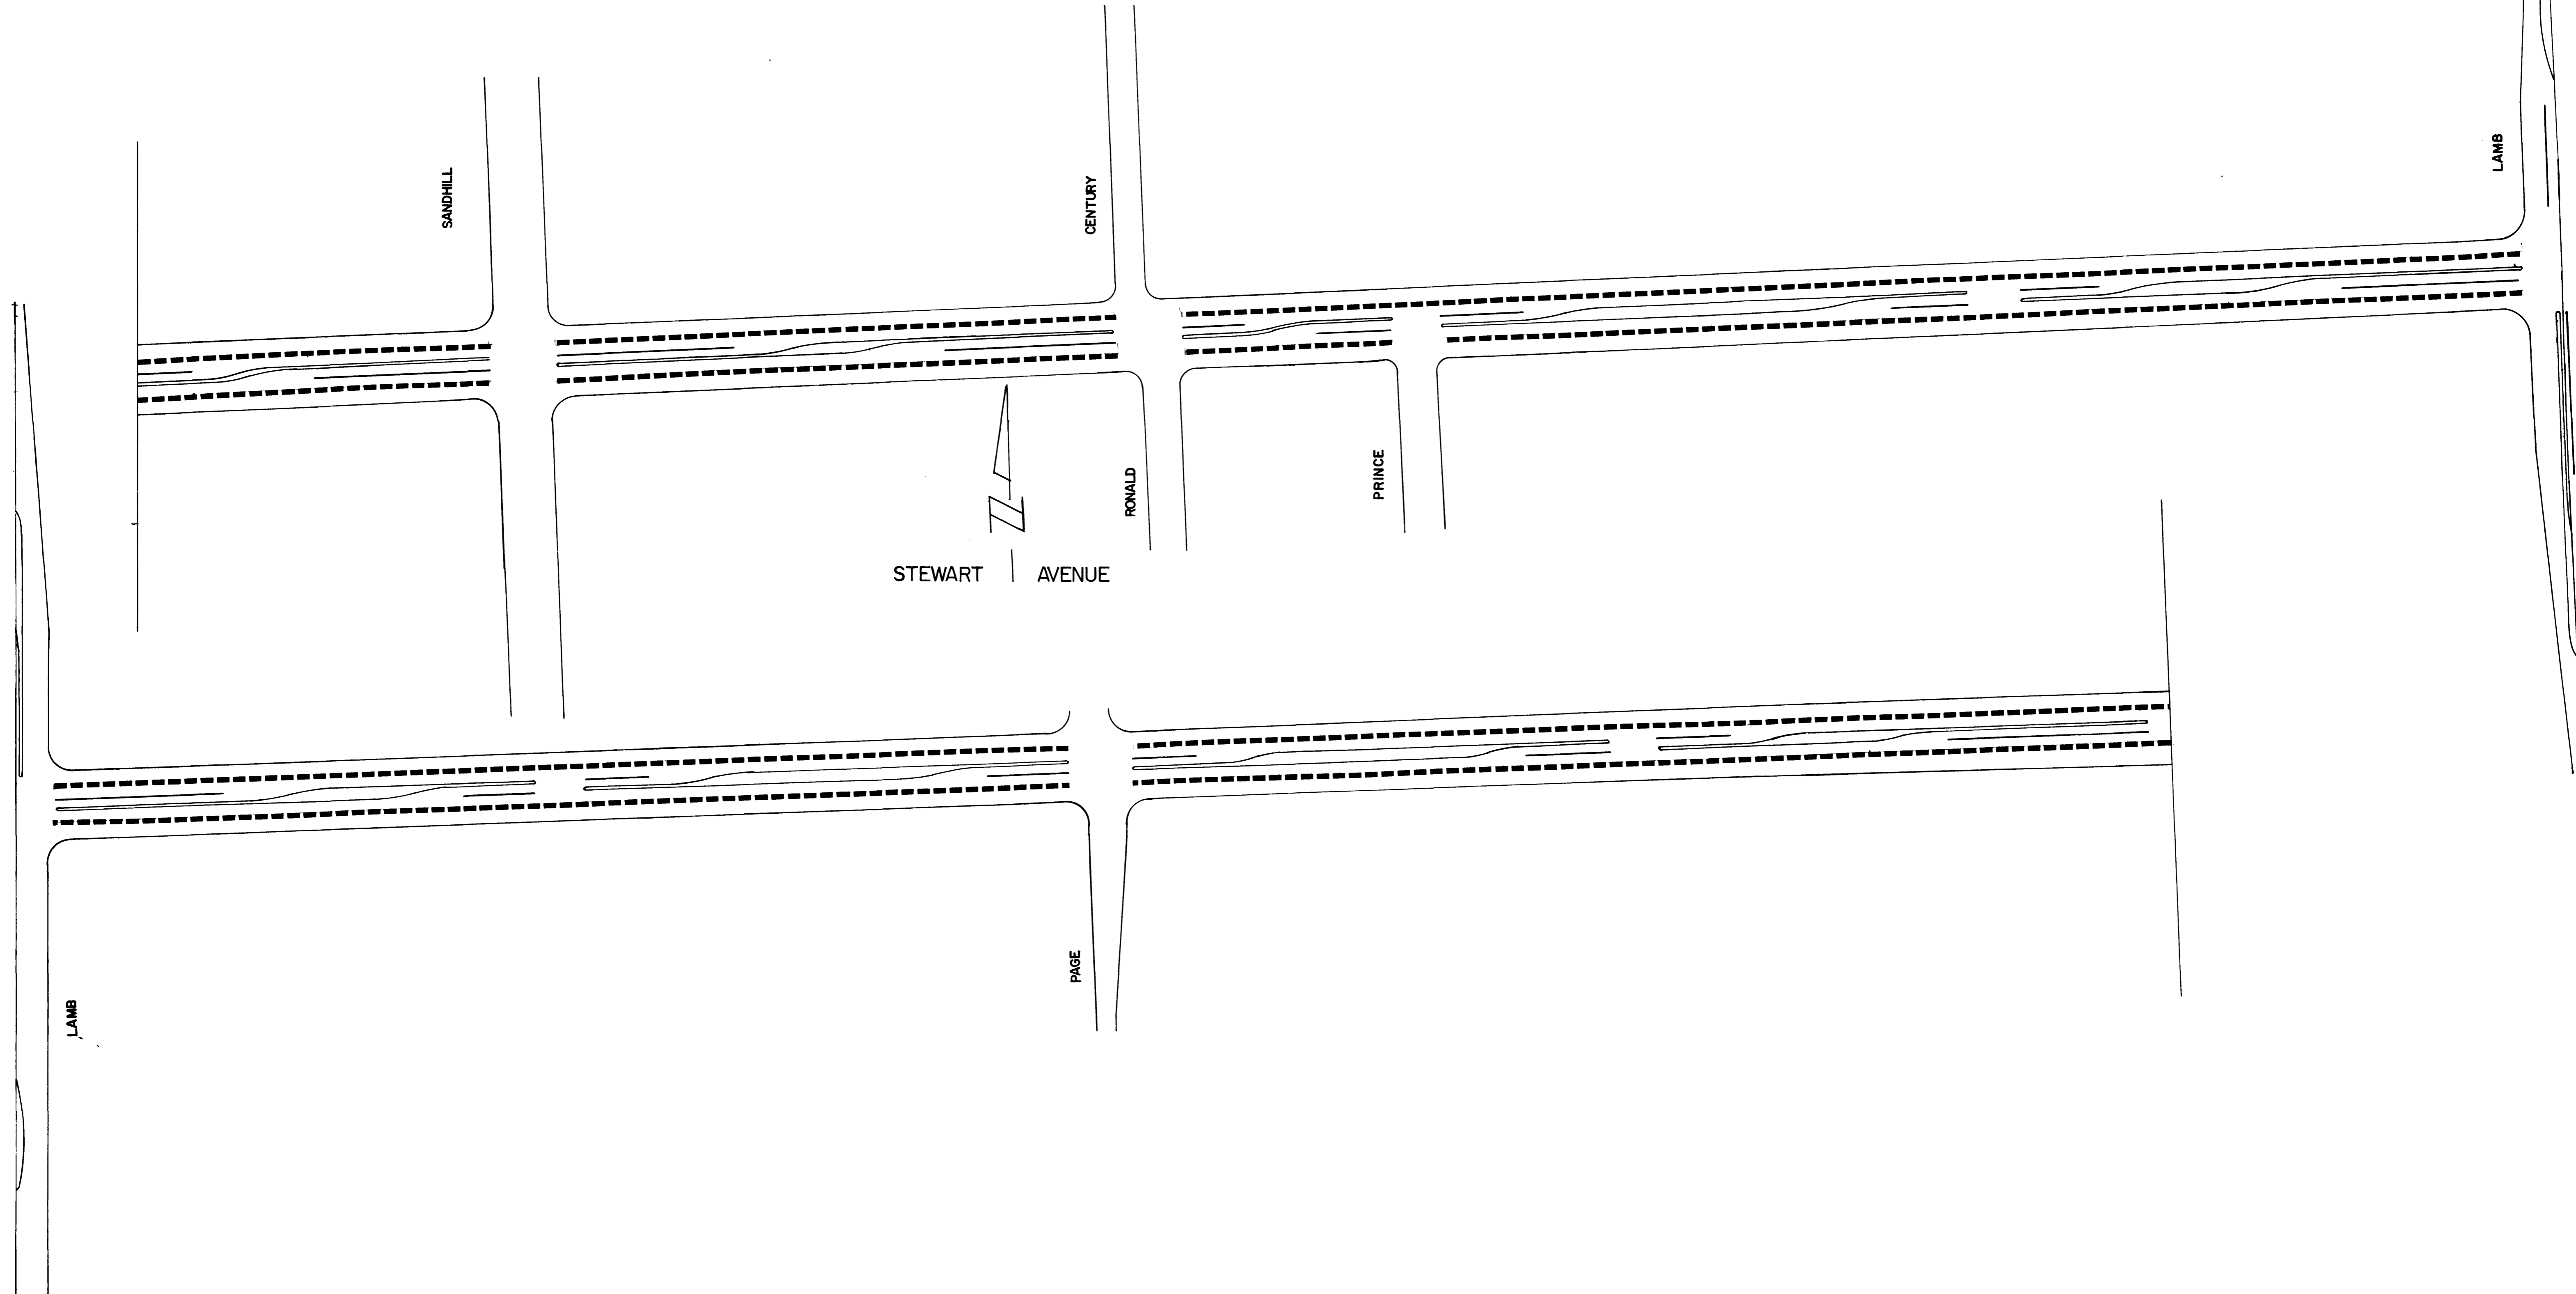 SANDHILL
CENTURY
LAMB
RONALD
PRINCE
N
STEWART AVENUE
PAGE
LAMB